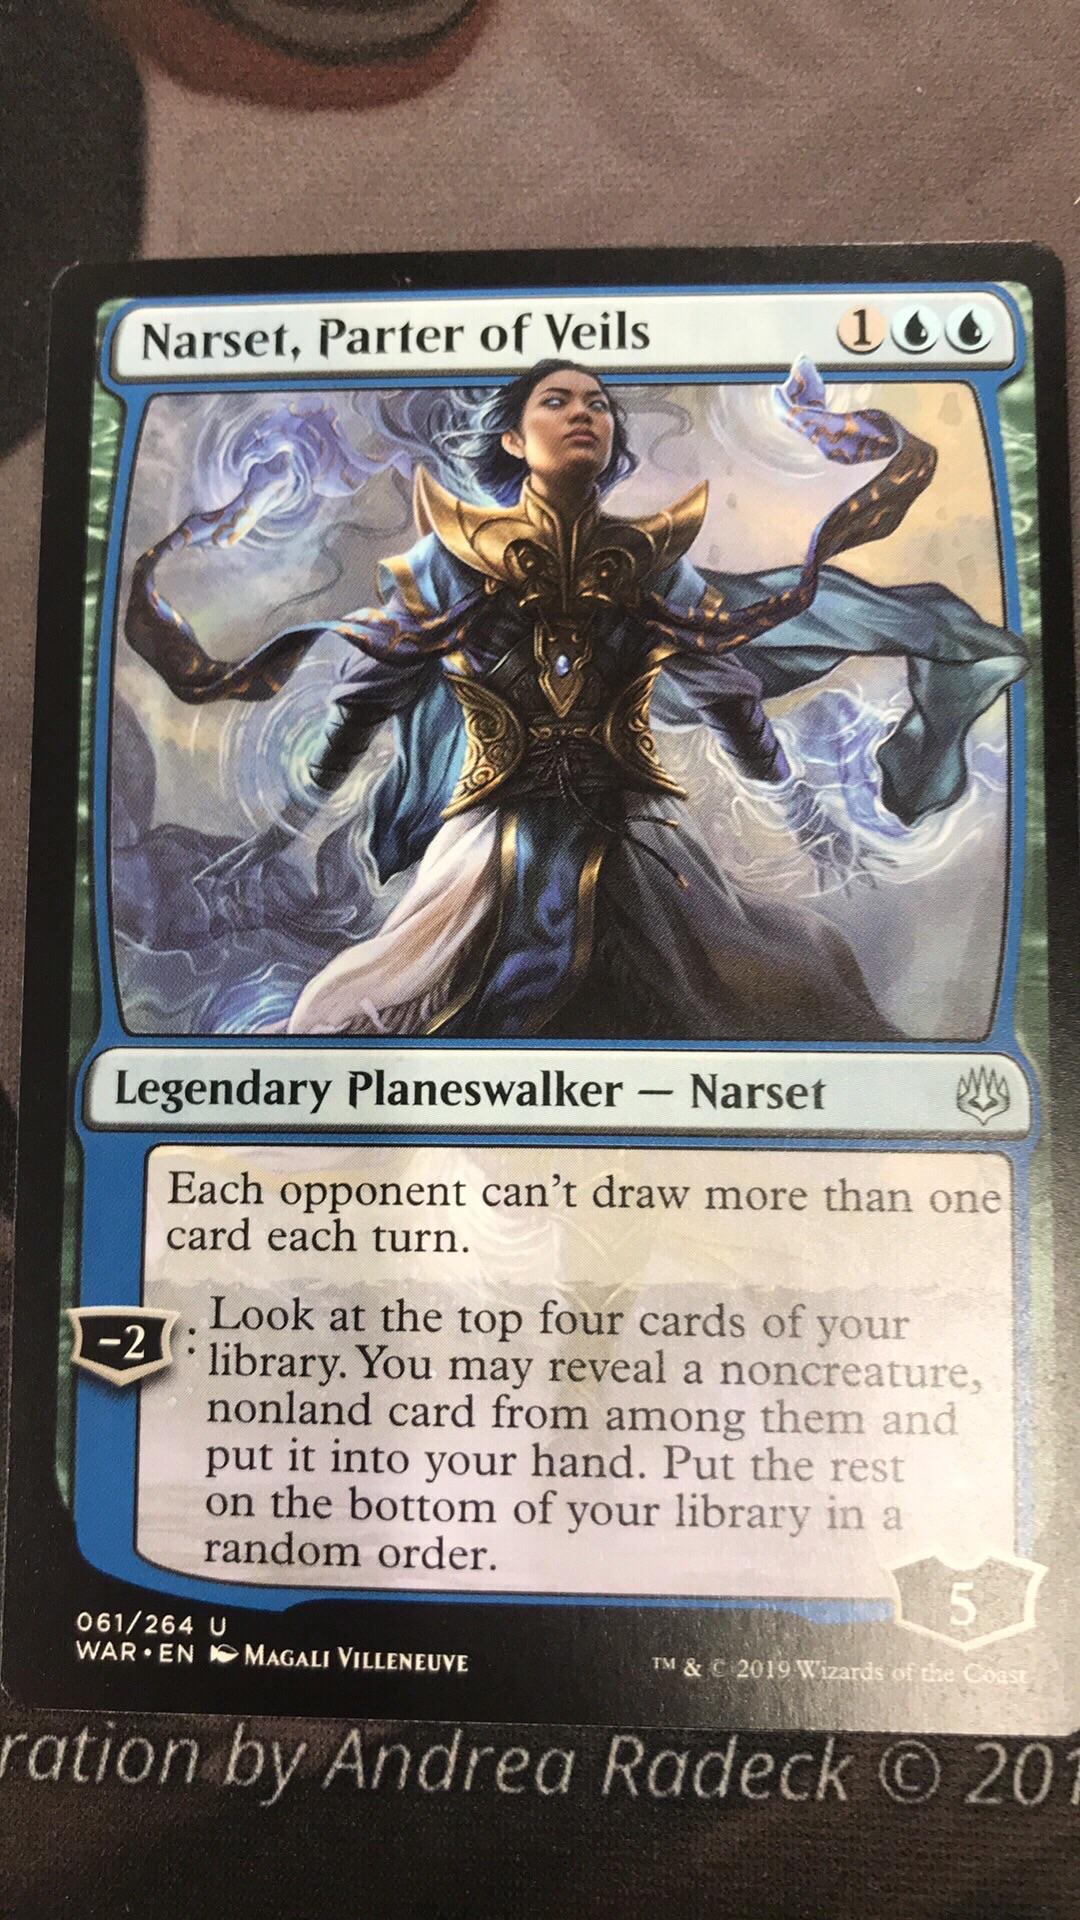 Narset, Parter of Veils 1
Legendary Planeswalker — Narset
Each opponent can't draw more than one
card each turn.
-2 : Look at the top four cards of your
library. You may reveal a noncreature,
nonland card from among them and
put it into your hand. Put the rest
on the bottom of your library in a
random order.
5
061/264 U
WAR • EN MAGALI VILLENEUVE
™ & © 2019 Wizards of the Coast
ration by Andrea Radeck © 201